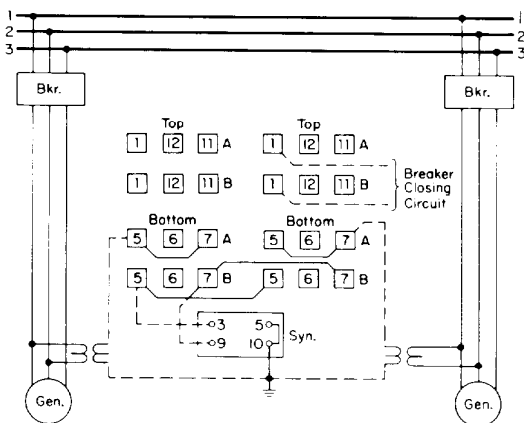 1 1
2 2
3 3
Bkr. Bkr.
Top Top
1 12 11 A 1 12 11 A
1 12 11 B 1 12 11 B
Breaker
Closing
Circuit
Bottom Bottom
5 6 7 A 5 6 7 A
5 6 7 B 5 6 7 B
3 5
9 10
Syn.
Gen. Gen.